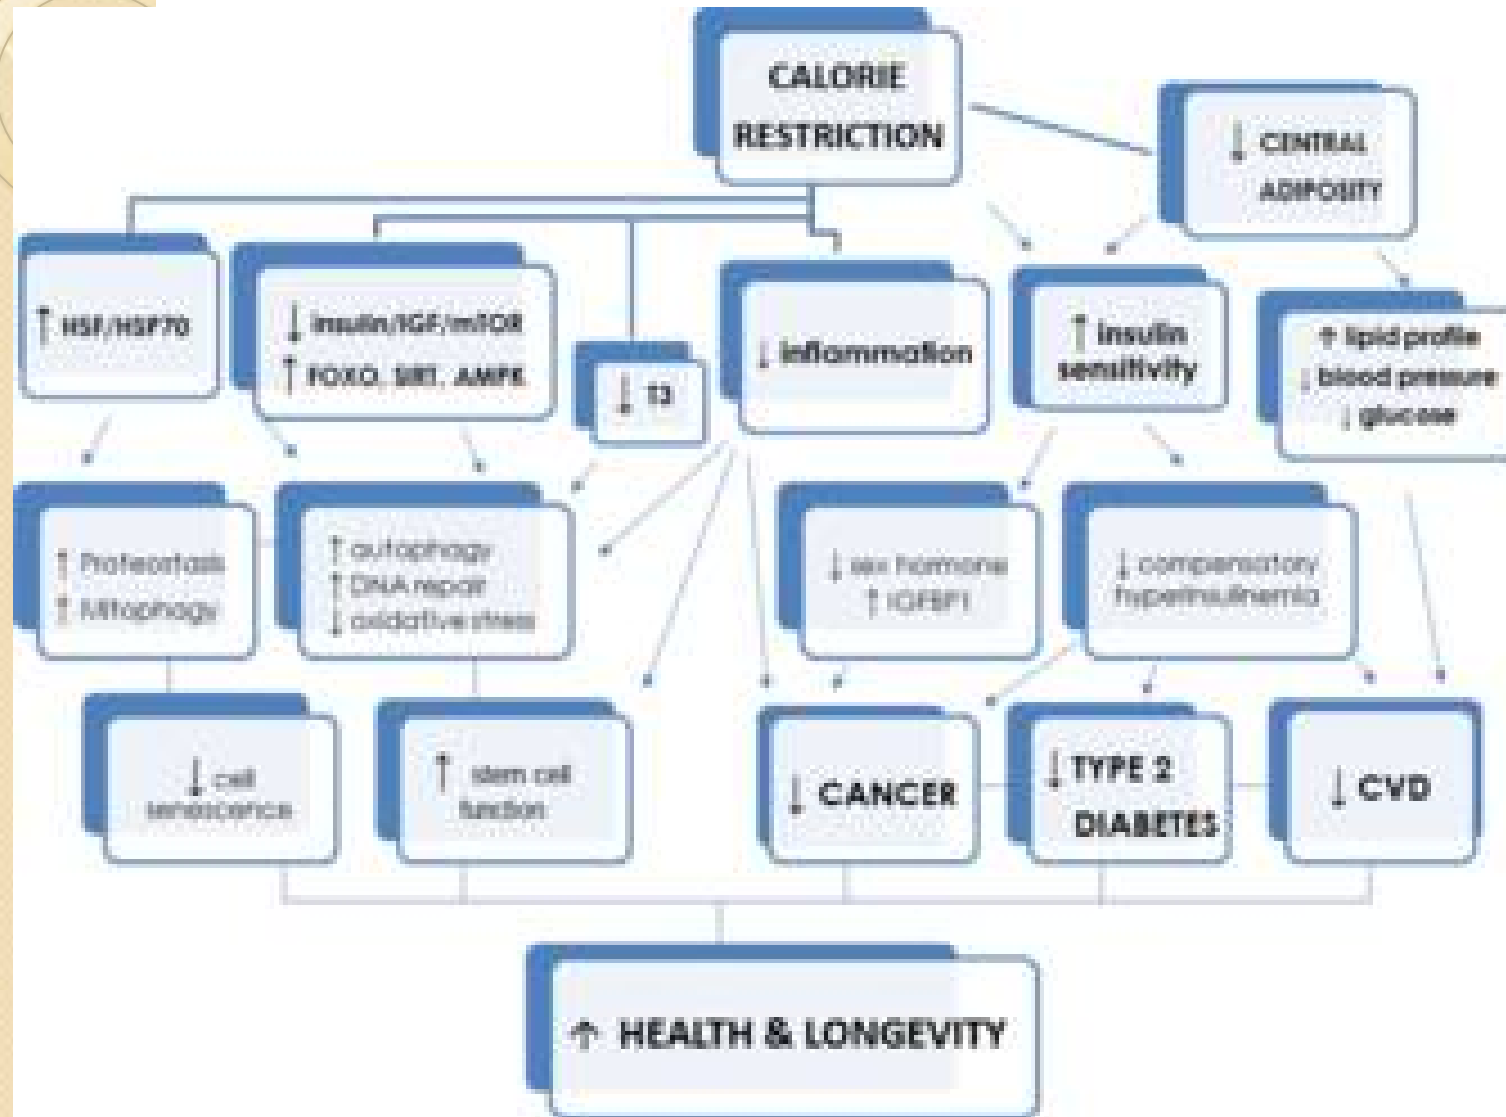 CALORIE
RESTRICTION
↓ CENTRAL
ADIPOSITY
↑ HSF/HSP70
↓ insulin/IGF/mTOR
↑ FOXO, SIRT, AMPK
↓ T3
↓ inflammation
↑ insulin
sensitivity
↑ lipid profile
↓ blood pressure
↓ glucose
↑ Proteostasis
↑ Mitophagy
↑ autophagy
↑ DNA repair
↓ oxidative stress
↓ sex hormone
↑ IGFBP1
↓ compensatory
hyperinsulinemia
↓ cell
senescence
↑ stem cell
function
↓ CANCER
↓ TYPE 2
DIABETES
↓ CVD
↑ HEALTH & LONGEVITY